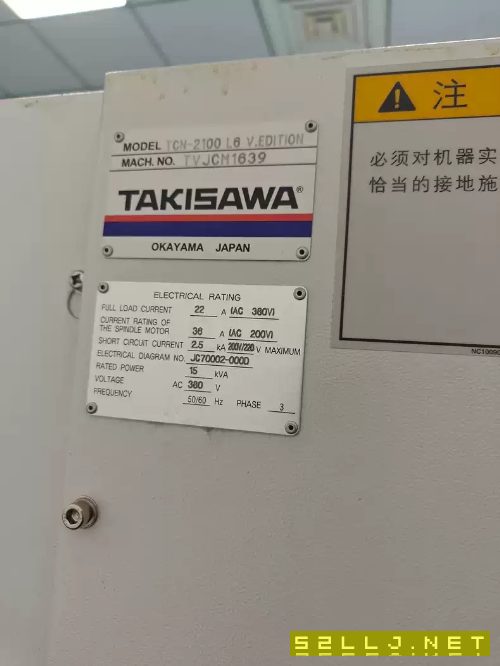 MODEL TCN-2100 L6 V.EDITION
MACH. NO. TVJCM1639
TAKISAWA®
OKAYAMA JAPAN
ELECTRICAL RATING
FULL LOAD CURRENT 22 A (AC 380V)
CURRENT RATING OF
THE SPINDLE MOTOR 36 A (AC 200V)
SHORT CIRCUIT CURRENT 2.5 kA 200V/220 V MAXIMUM
ELECTRICAL DIAGRAM NO. JG70002-000D
RATED POWER 15 kVA
VOLTAGE AC 380 V
FREQUENCY 50/60 Hz PHASE 3
注
必须对机器实
恰当的接地施
NC10090
52LLJ.NET